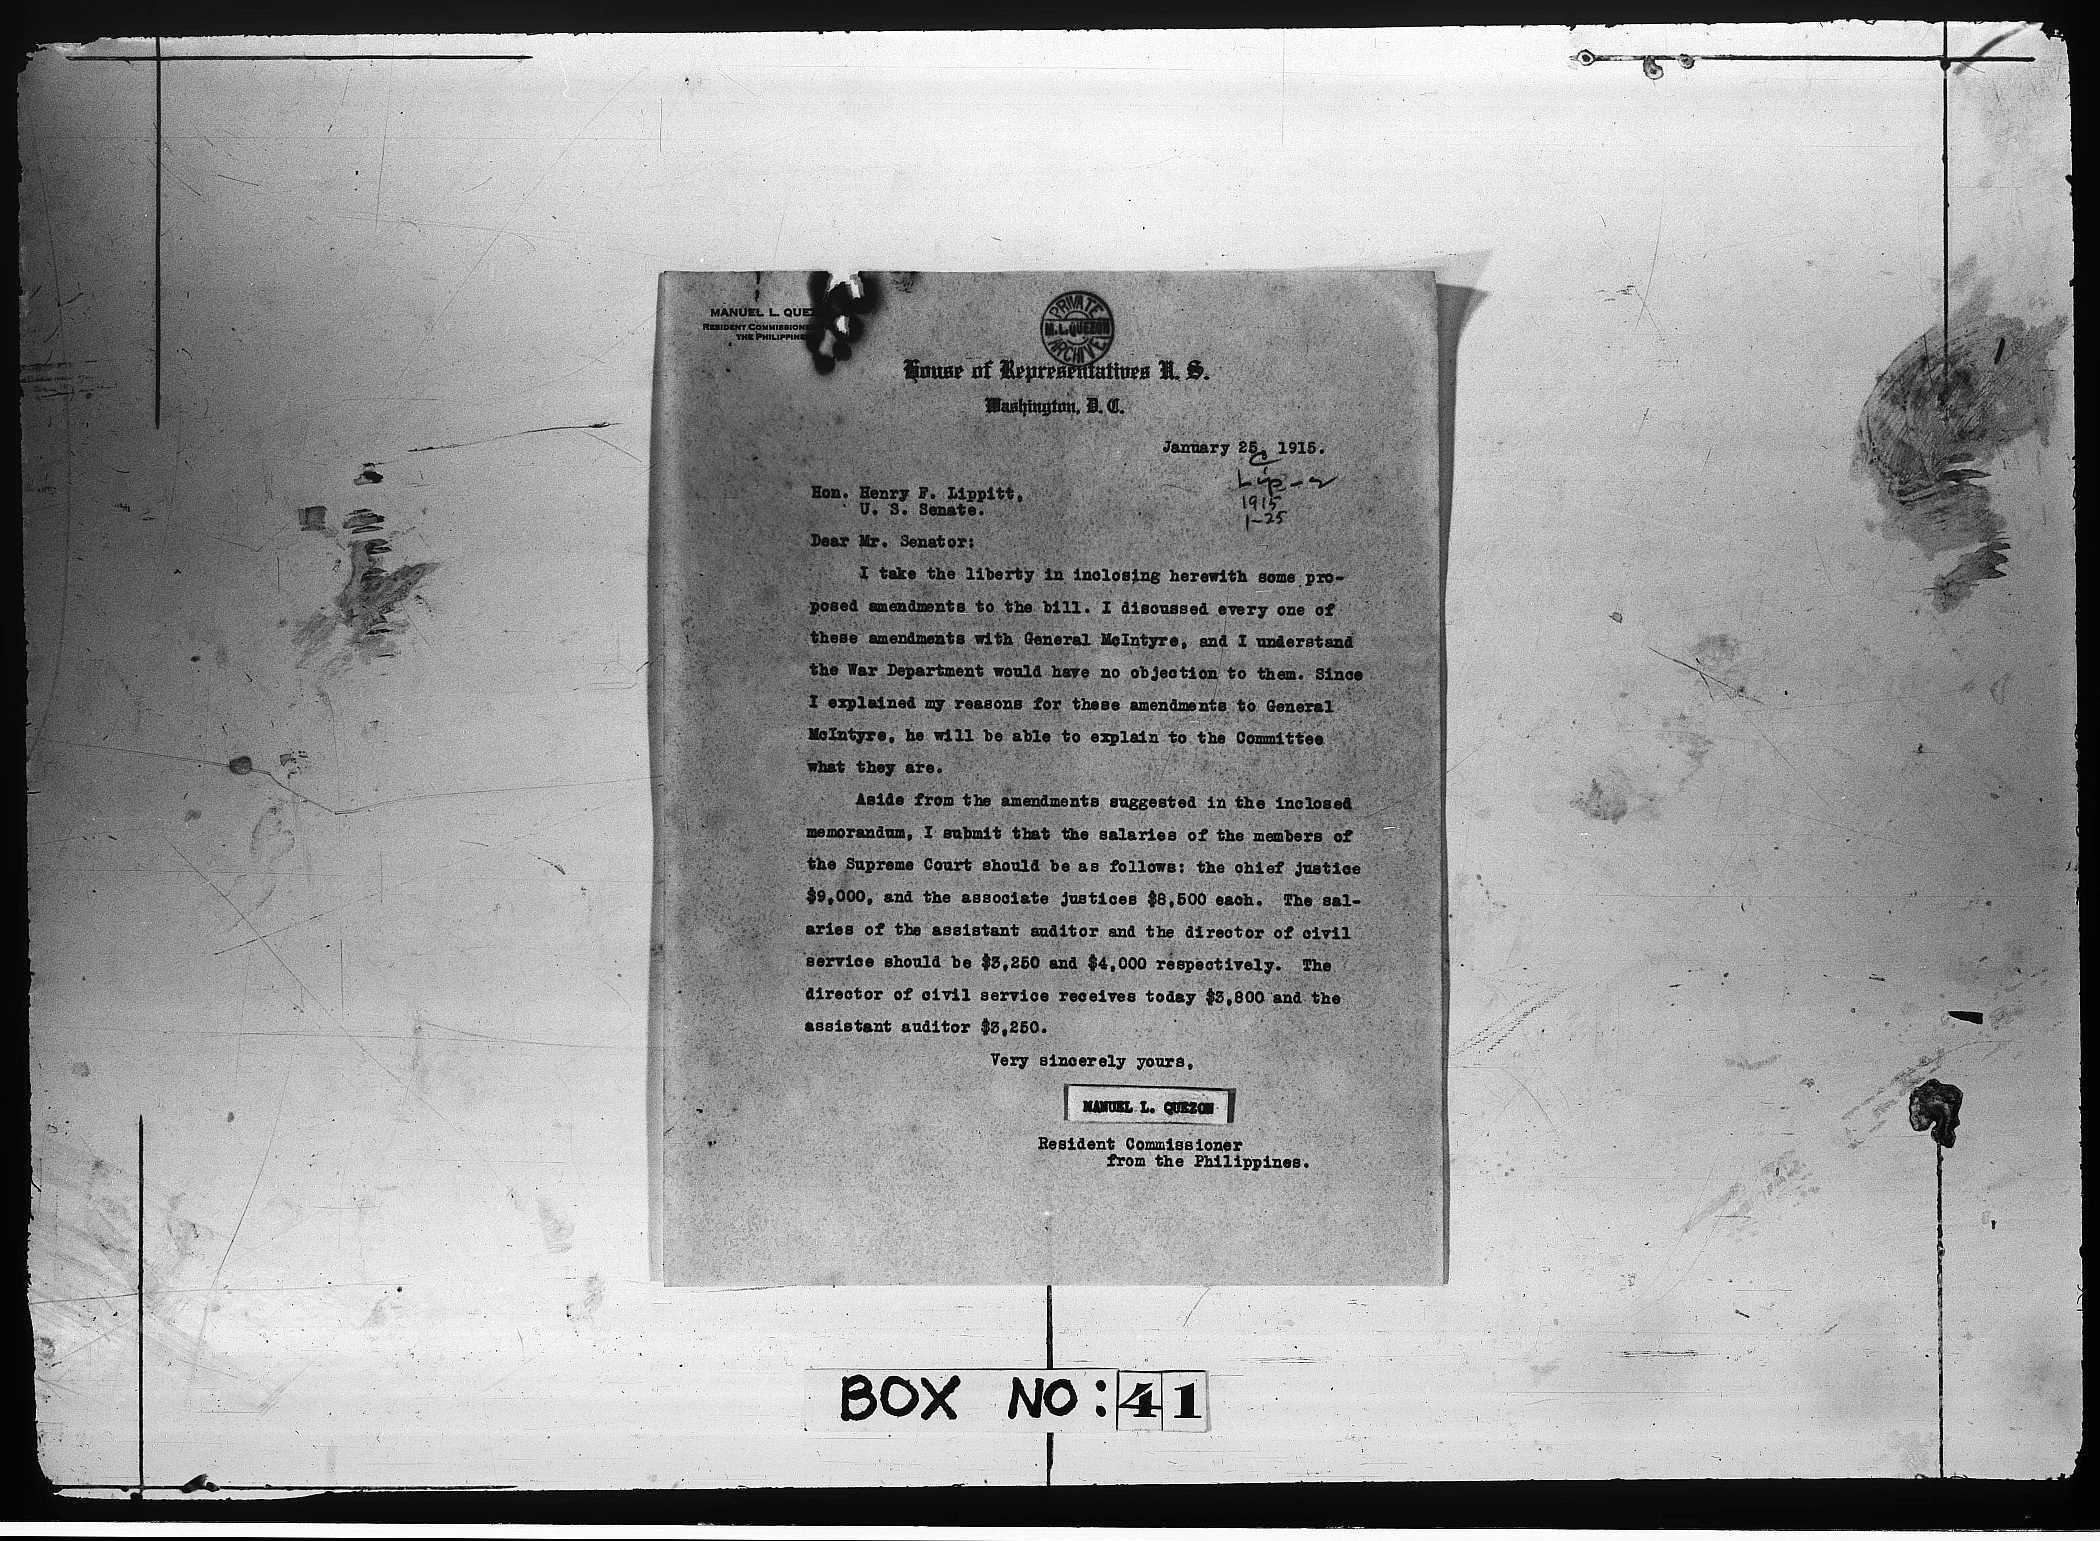 MANUEL L. QUE
RESIDENT COMMISSIONE
THE PHILIPPINE
PRIVATE
M. L. QUEZON
ARCHIVE
House of Representatives U. S.
Washington, D. C.
January 25, 1915.
1915
1-25
Hon. Henry F. Lippitt,
U. S. Senate.
Dear Mr. Senator:
I take the liberty in inclosing herewith some pro-
posed amendments to the bill. I discussed every one of
these amendments with General McIntyre, and I understand
the War Department would have no objection to them. Since
I explained my reasons for these amendments to General
McIntyre, he will be able to explain to the Committee
what they are.
Aside from the amendments suggested in the inclosed
memorandum, I submit that the salaries of the members of
the Supreme Court should be as follows: the chief justice
$9,000, and the associate justices $8,500 each. The sal-
aries of the assistant auditor and the director of civil
service should be $3,250 and $4,000 respectively. The
director of civil service receives today $3,800 and the
assistant auditor $3,250.
Very sincerely yours,
MANUEL L. QUEZON
Resident Commissioner
from the Philippines.
BOX NO: 41